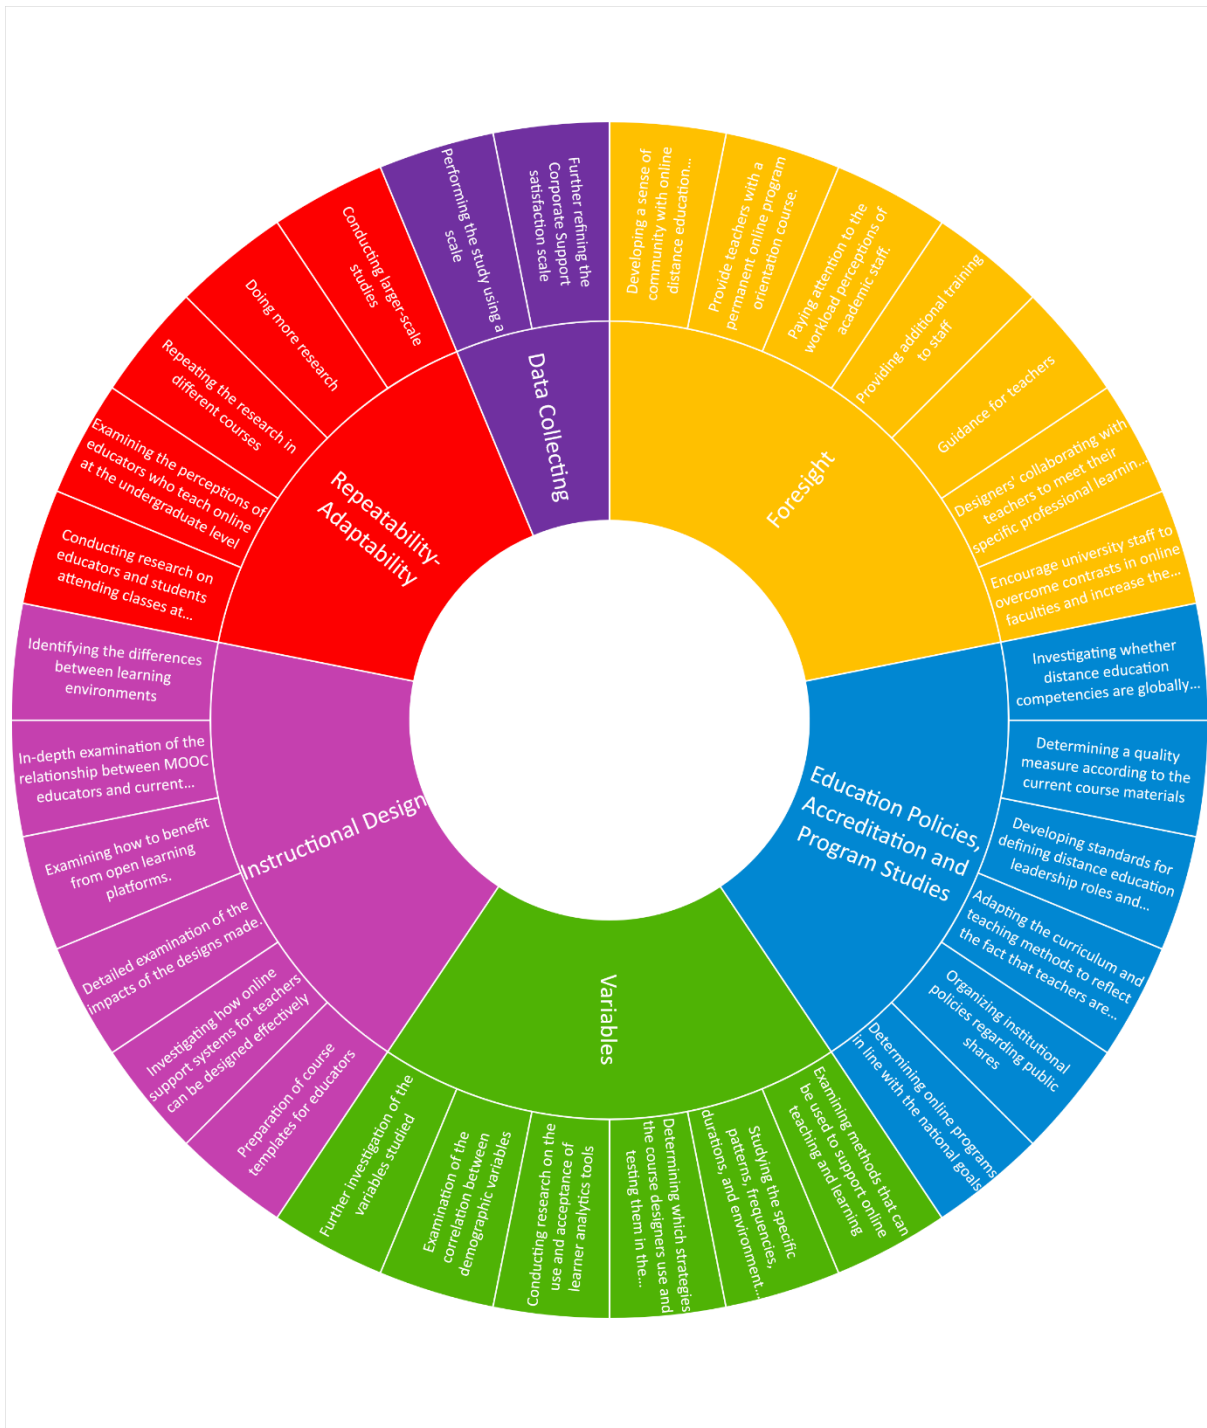 Foresight
Developing a sense of
community with online
distance education...
Provide teachers with a
permanent online program
orientation course.
Paying attention to the
workload perceptions of
academic staff.
Providing additional training
to staff
Guidance for teachers
Designers' collaborating with
teachers to meet their
specific professional learnin...
Encourage university staff to
overcome contrasts in online
faculties and increase the...
Education Policies,
Accreditation and
Program Studies
Investigating whether
distance education
competencies are globally...
Determining a quality
measure according to the
current course materials
Developing standards for
defining distance education
leadership roles and...
Adapting the curriculum and
teaching methods to reflect
the fact that teachers are...
Organizing institutional
policies regarding public
shares
Determining online programs
in line with the national goals
Variables
Examining methods that can
be used to support online
teaching and learning
Studying the specific
patterns, frequencies,
durations, and environment...
Determining which strategies
the course designers use and
testing them in the...
Conducting research on the
use and acceptance of
learner analytics tools
Examination of the
correlation between
demographic variables
Further investigation of the
variables studied
Instructional Design
Preparation of course
templates for educators
Investigating how online
support systems for teachers
can be designed effectively
Detailed examination of the
impacts of the designs made.
Examining how to benefit
from open learning
platforms.
In-depth examination of the
relationship between MOOC
educators and current...
Identifying the differences
between learning
environments
Repeatability-
Adaptability
Conducting research on
educators and students
attending classes at...
Examining the perceptions of
educators who teach online
at the undergraduate level
Repeating the research in
different courses
Doing more research
Conducting larger-scale
studies
Data Collecting
Performing the study using a
scale
Further refining the
Corporate Support
satisfaction scale